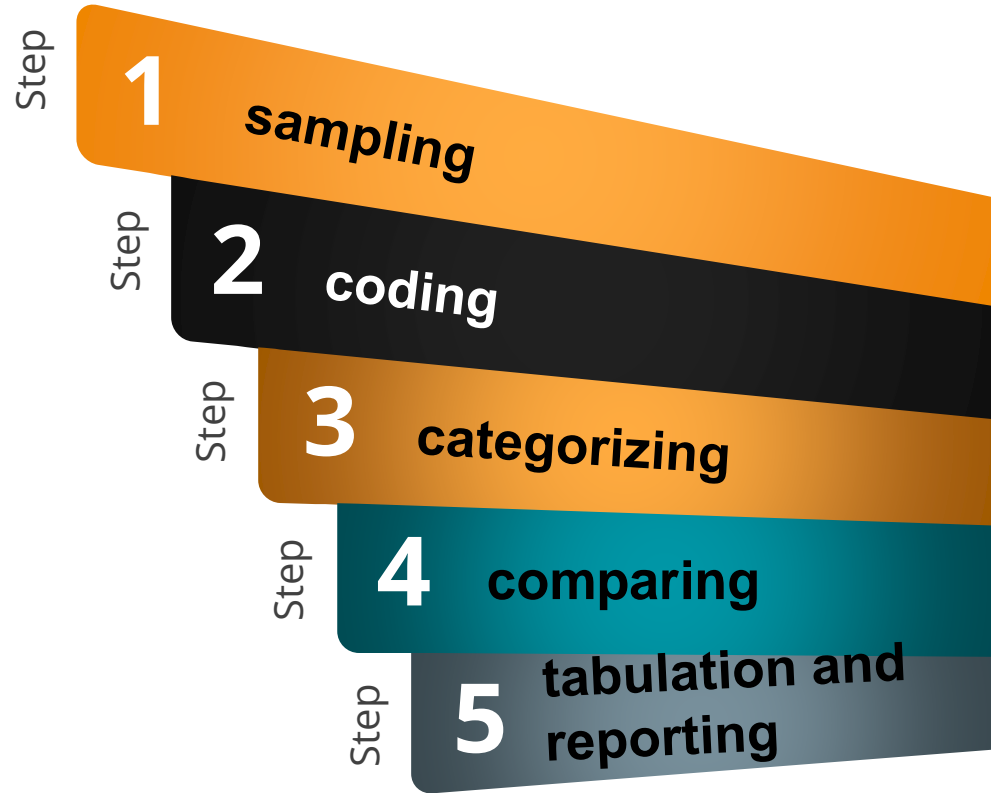 Step 1 sampling
Step 2 coding
Step 3 categorizing
Step 4 comparing
Step 5 tabulation and
reporting